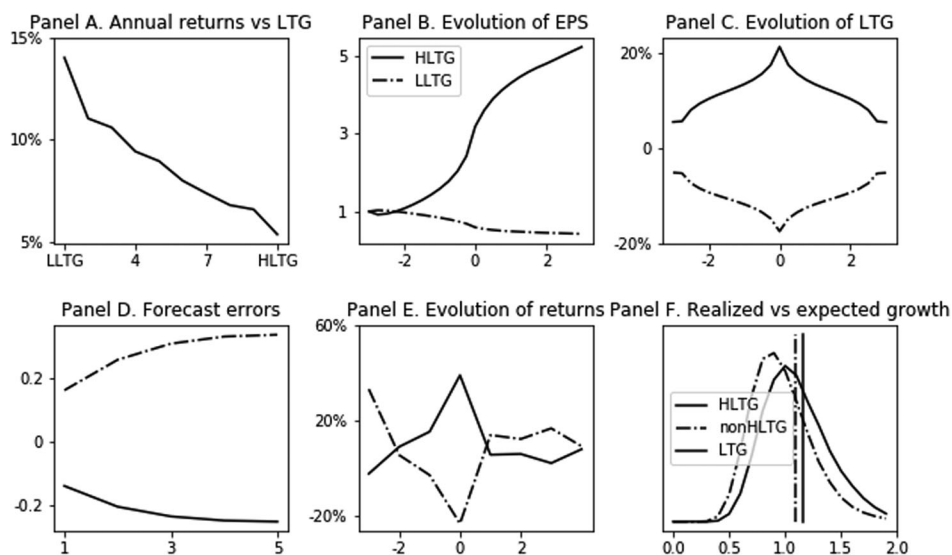 Panel A. Annual returns vs LTG
15%
10%
5%
LLTG 4 7 HLTG
Panel B. Evolution of EPS
HLTG
LLTG
5
3
1
-2 0 2
Panel C. Evolution of LTG
20%
0
-20%
-2 0 2
Panel D. Forecast errors
0.2
0
-0.2
1 3 5
Panel E. Evolution of returns
60%
20%
-20%
-2 0 2
Panel F. Realized vs expected growth
HLTG
nonHLTG
LTG
0.0 0.5 1.0 1.5 2.0